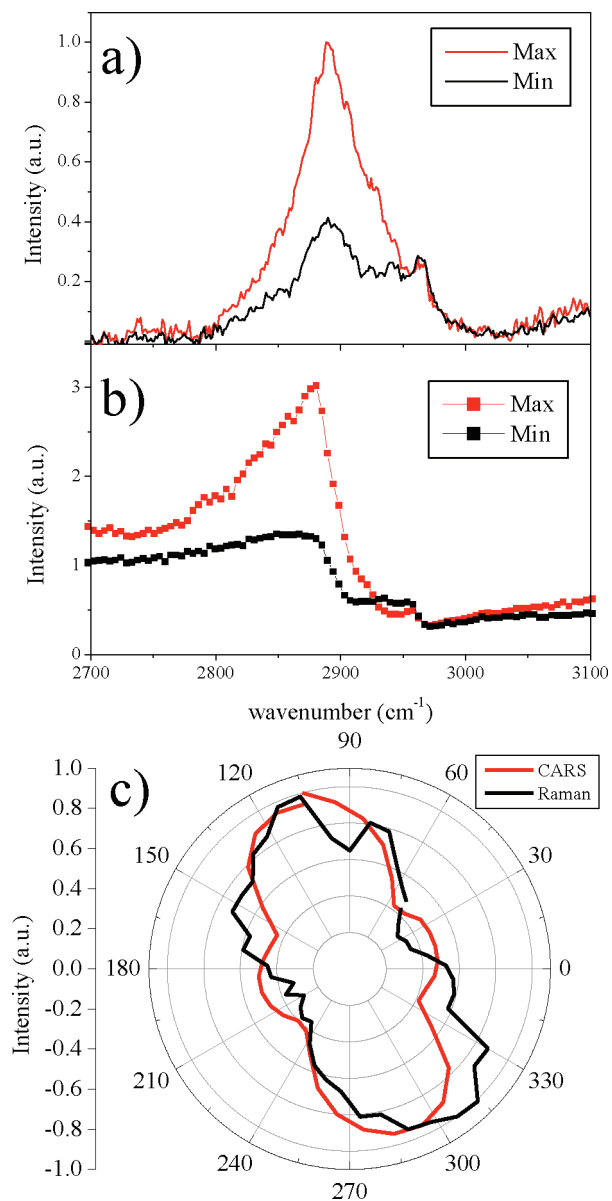 a)
Max
Min
Intensity (a.u.)
1.0
0.8
0.6
0.4
0.2
b)
Max
Min
Intensity (a.u.)
3
2
1
0
2700 2800 2900 3000 3100
wavenumber (cm⁻¹)
c)
CARS
Raman
Intensity (a.u.)
1.0
0.8
0.6
0.4
0.2
0.0
-0.2
-0.4
-0.6
-0.8
-1.0
90
120 60
150 30
180 0
210 330
240 300
270